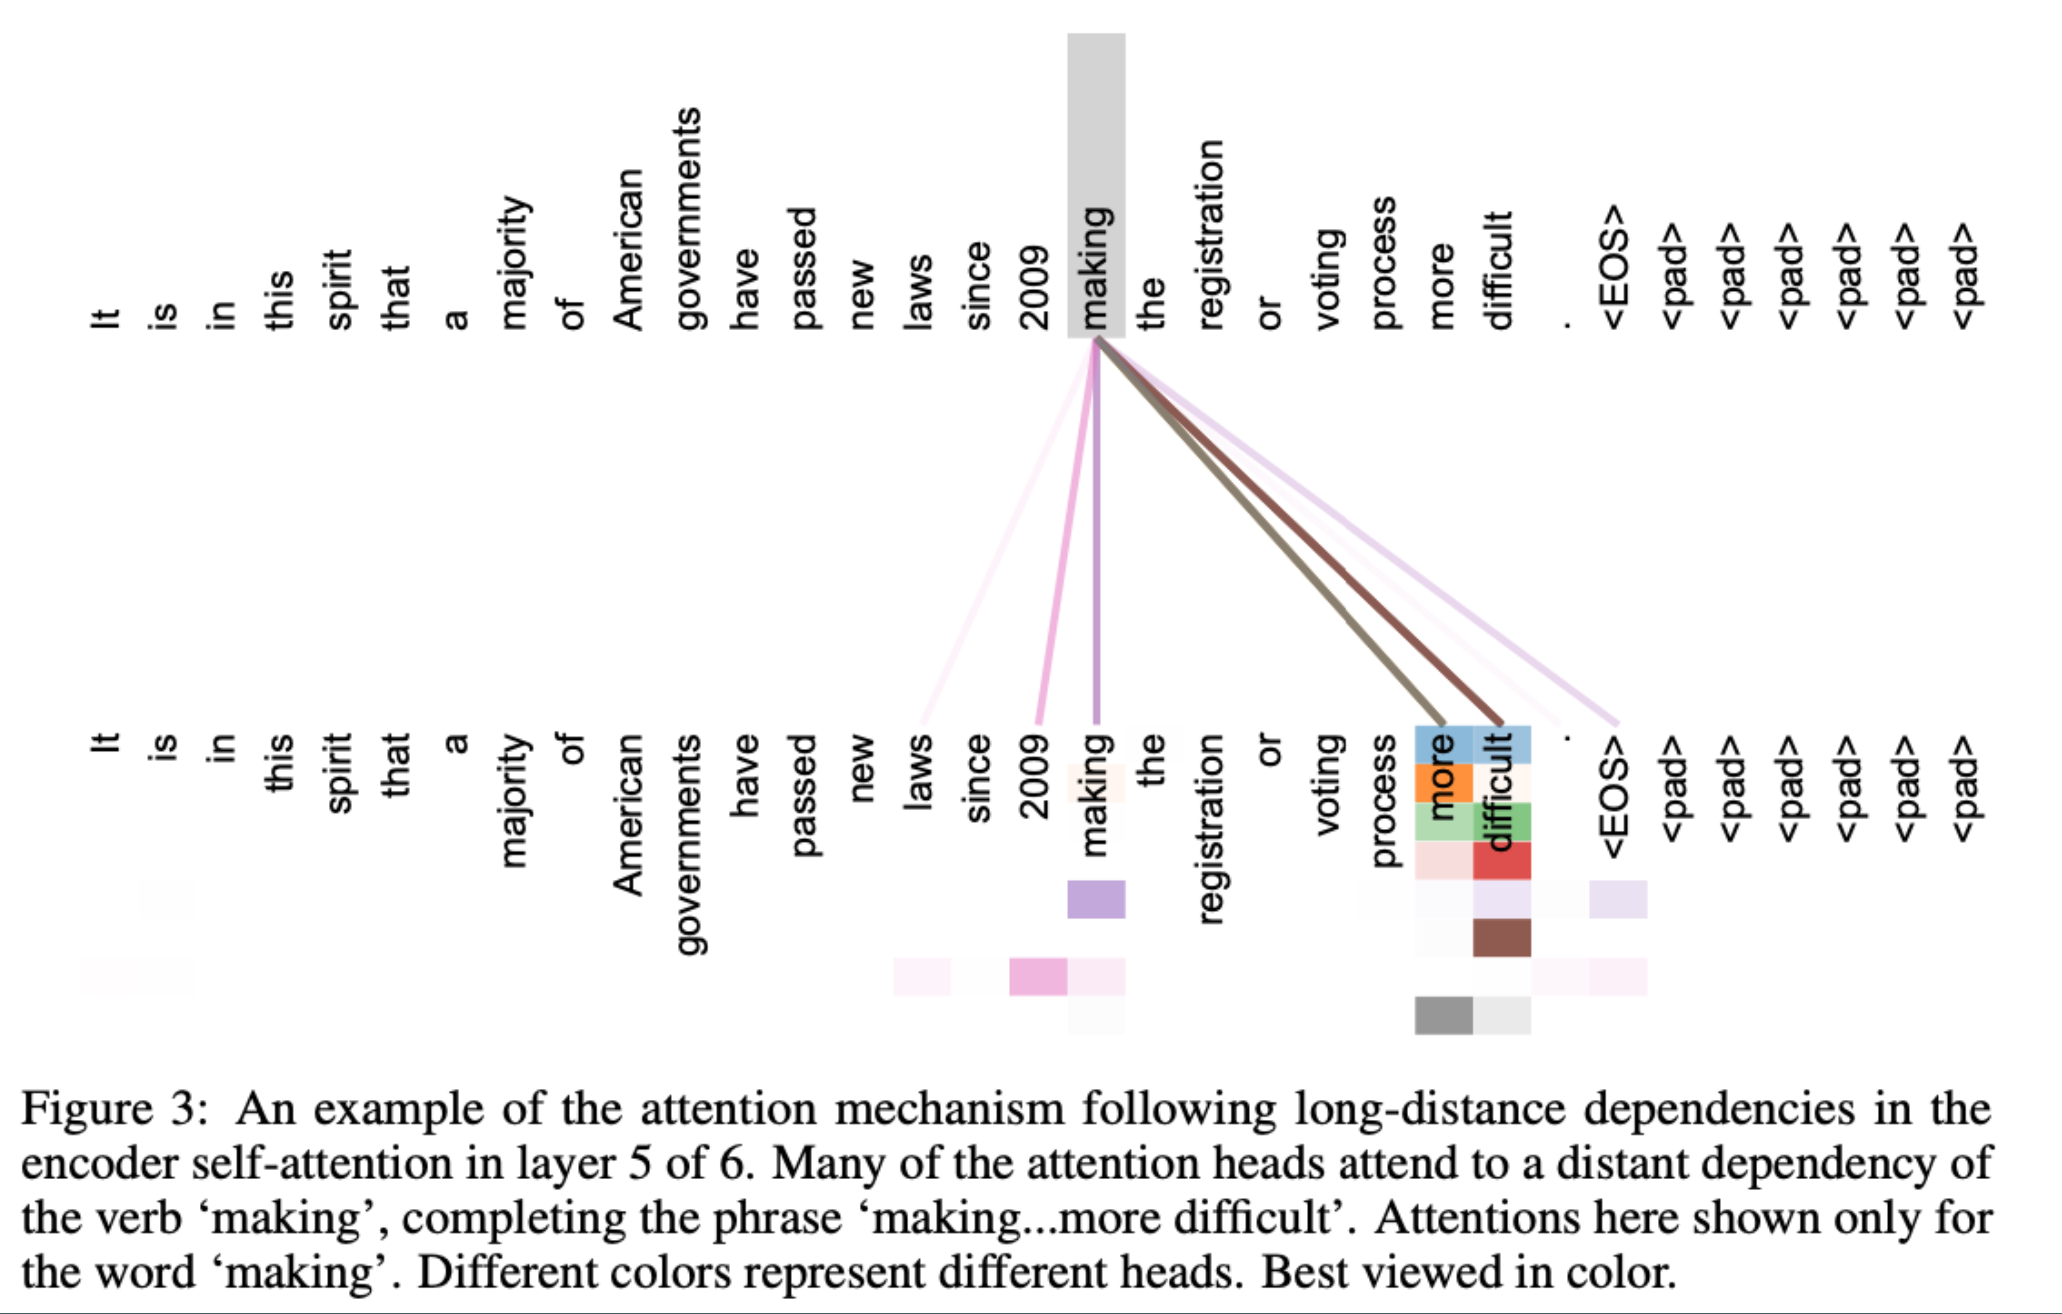 It is in this spirit that a majority of American governments have passed new laws since 2009 making the registration or voting process more difficult . <EOS> <pad> <pad> <pad> <pad> <pad> <pad>
It is in this spirit that a majority of American governments have passed new laws since 2009 making the registration or voting process more difficult . <EOS> <pad> <pad> <pad> <pad> <pad> <pad>
Figure 3: An example of the attention mechanism following long-distance dependencies in the
encoder self-attention in layer 5 of 6. Many of the attention heads attend to a distant dependency of
the verb ‘making’, completing the phrase ‘making...more difficult’. Attentions here shown only for
the word ‘making’. Different colors represent different heads. Best viewed in color.